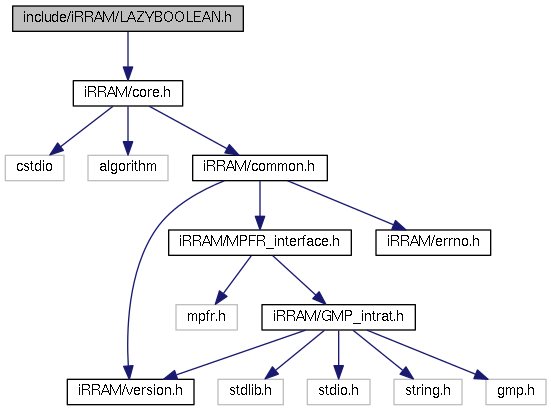 include/iRRAM/LAZYBOOLEAN.h
iRRAM/core.h
cstdio
algorithm
iRRAM/common.h
iRRAM/MPFR_interface.h
iRRAM/errno.h
mpfr.h
iRRAM/GMP_intrat.h
iRRAM/version.h
stdlib.h
stdio.h
string.h
gmp.h